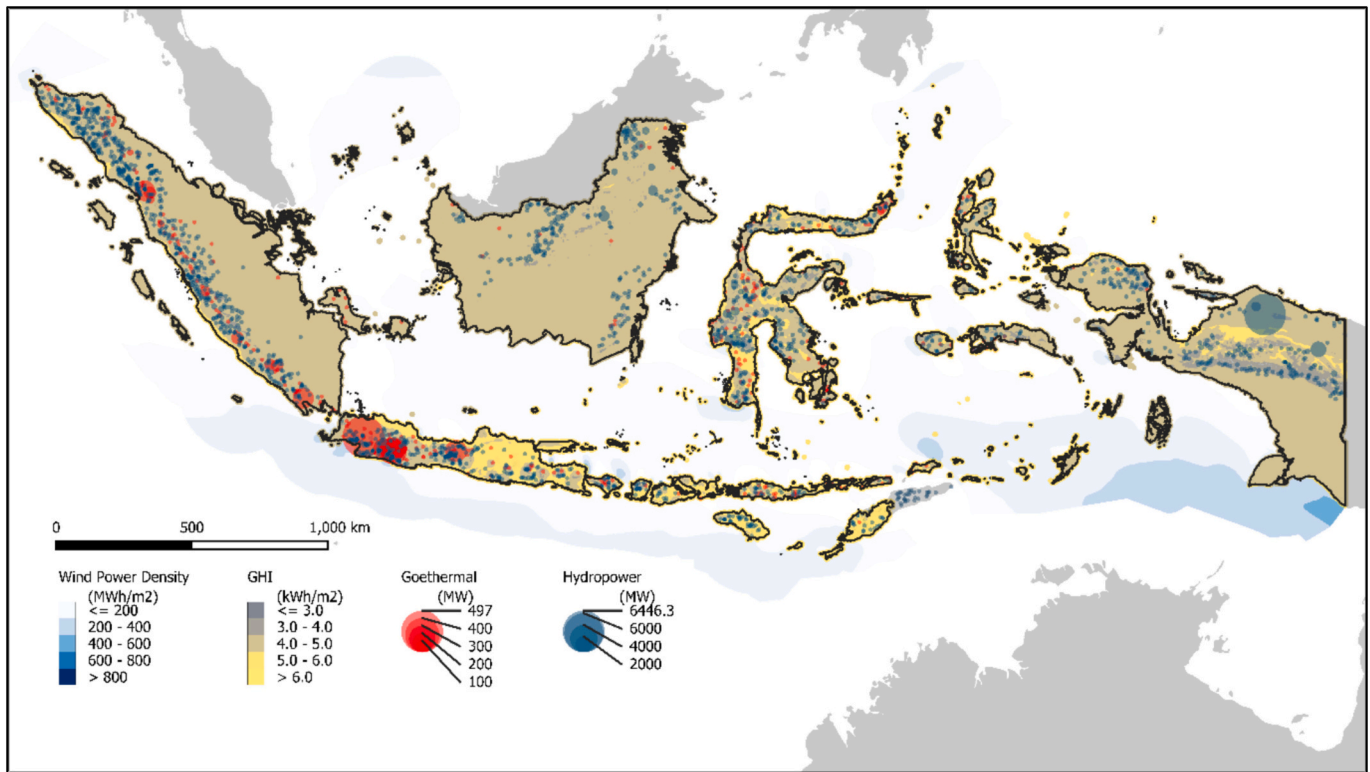 0 500 1,000 km
Wind Power Density
(MWh/m2)
<= 200
200 - 400
400 - 600
600 - 800
> 800
GHI
(kWh/m2)
<= 3.0
3.0 - 4.0
4.0 - 5.0
5.0 - 6.0
> 6.0
Goethermal
(MW)
497
400
300
200
100
Hydropower
(MW)
6446.3
6000
4000
2000